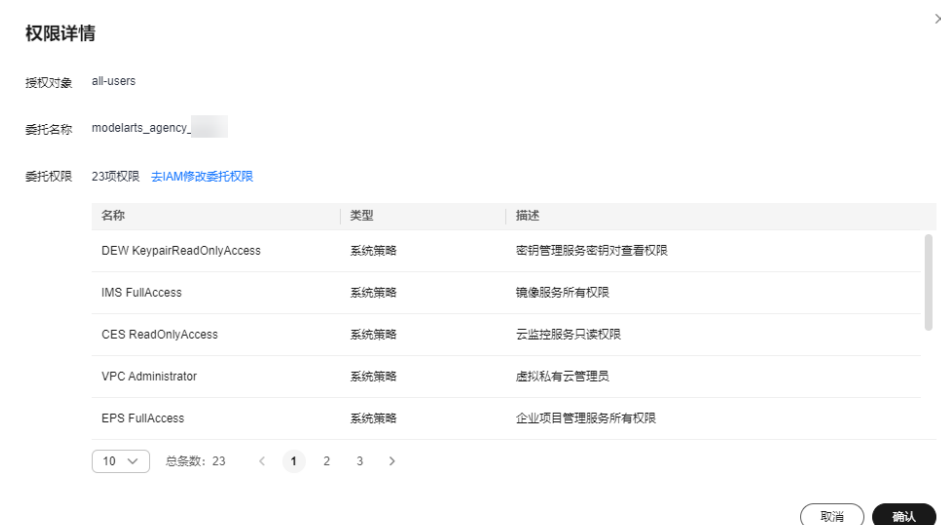 权限详情
授权对象 all-users
委托名称 modelarts_agency_
委托权限 23项权限 去IAM修改委托权限
名称 类型 描述
DEW KeypairReadOnlyAccess 系统策略 密钥管理服务密钥对查看权限
IMS FullAccess 系统策略 镜像服务所有权限
CES ReadOnlyAccess 系统策略 云监控服务只读权限
VPC Administrator 系统策略 虚拟私有云管理员
EPS FullAccess 系统策略 企业项目管理服务所有权限
10 总条数: 23 < 1 2 3 >
取消 确认